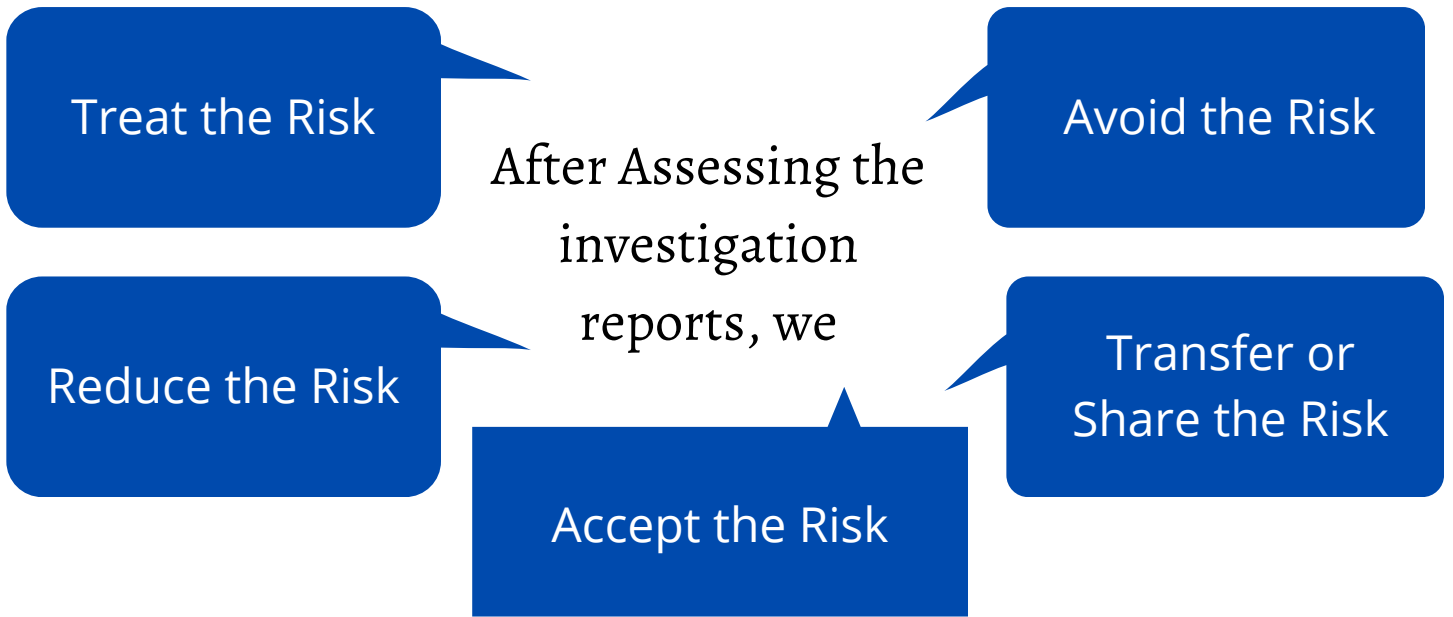 Treat the Risk
Avoid the Risk
After Assessing the
investigation
reports, we
Reduce the Risk
Transfer or
Share the Risk
Accept the Risk